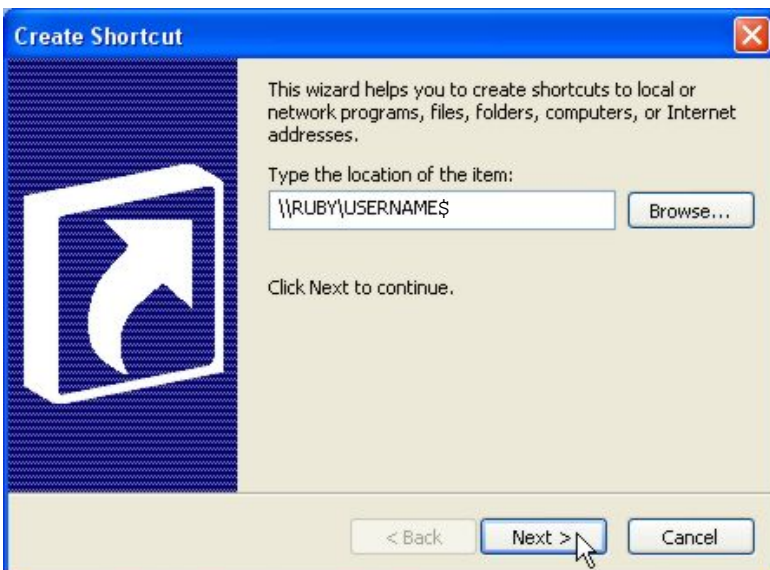 Create Shortcut
This wizard helps you to create shortcuts to local or
network programs, files, folders, computers, or Internet
addresses.
Type the location of the item:
\\RUBY\USERNAME$
Browse...
Click Next to continue.
< Back
Next >
Cancel